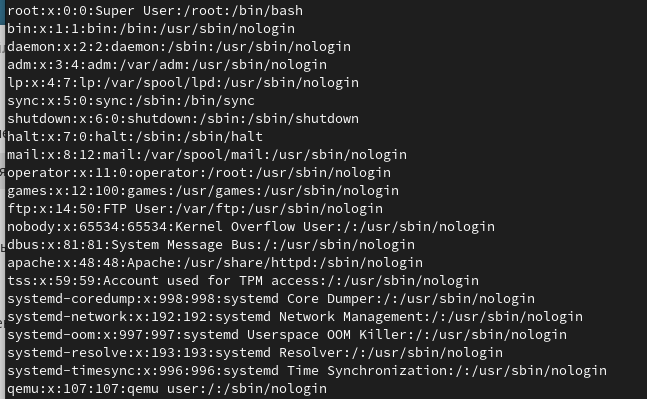 root:x:0:0:Super User:/root:/bin/bash
bin:x:1:1:bin:/bin:/usr/sbin/nologin
daemon:x:2:2:daemon:/sbin:/usr/sbin/nologin
adm:x:3:4:adm:/var/adm:/usr/sbin/nologin
lp:x:4:7:lp:/var/spool/lpd:/usr/sbin/nologin
sync:x:5:0:sync:/sbin:/bin/sync
shutdown:x:6:0:shutdown:/sbin:/sbin/shutdown
halt:x:7:0:halt:/sbin:/sbin/halt
mail:x:8:12:mail:/var/spool/mail:/usr/sbin/nologin
operator:x:11:0:operator:/root:/usr/sbin/nologin
games:x:12:100:games:/usr/games:/usr/sbin/nologin
ftp:x:14:50:FTP User:/var/ftp:/usr/sbin/nologin
nobody:x:65534:65534:Kernel Overflow User:/:/usr/sbin/nologin
dbus:x:81:81:System Message Bus:/:/usr/sbin/nologin
apache:x:48:48:Apache:/usr/share/httpd:/sbin/nologin
tss:x:59:59:Account used for TPM access:/:/usr/sbin/nologin
systemd-coredump:x:998:998:systemd Core Dumper:/:/usr/sbin/nologin
systemd-network:x:192:192:systemd Network Management:/:/usr/sbin/nologin
systemd-oom:x:997:997:systemd Userspace OOM Killer:/:/usr/sbin/nologin
systemd-resolve:x:193:193:systemd Resolver:/:/usr/sbin/nologin
systemd-timesync:x:996:996:systemd Time Synchronization:/:/usr/sbin/nologin
qemu:x:107:107:qemu user:/:/sbin/nologin